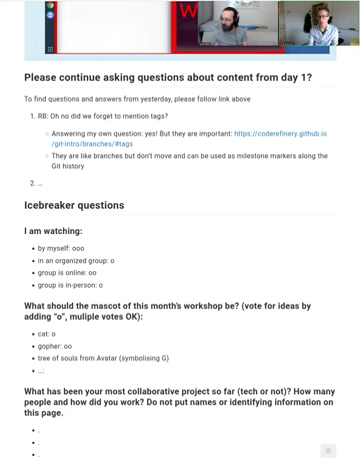 W
Please continue asking questions about content from day 1?
To find questions and answers from yesterday, please follow link above
1. RB: Oh no did we forget to mention tags?
Answering my own question: yes! But they are important: https://coderefinery.github.io
/git-intro/branches/#tags
They are like branches but don't move and can be used as milestone markers along the
Git history
2. ...
Icebreaker questions
I am watching:
by myself: ooo
in an organized group: o
group is online: oo
group is in-person: o
What should the mascot of this month's workshop be? (vote for ideas by
adding "o", muliple votes OK):
cat: o
gopher: oo
tree of souls from Avatar (symbolising G)
...:
What has been your most collaborative project so far (tech or not)? How many
people and how did you work? Do not put names or identifying information on
this page.
.
.
.